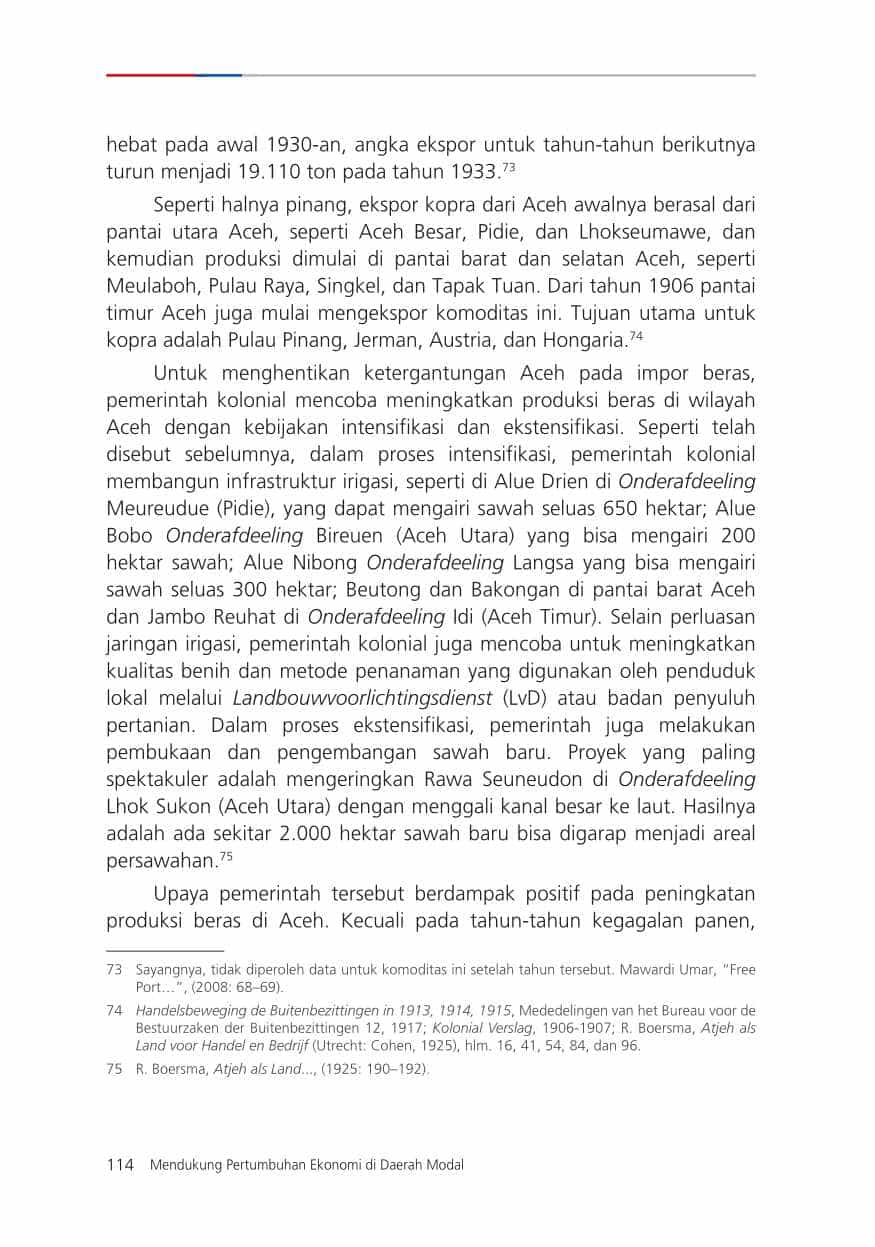 hebat pada awal 1930-an, angka ekspor untuk tahun-tahun berikutnya
turun menjadi 19.110 ton pada tahun 1933.73
Seperti halnya pinang, ekspor kopra dari Aceh awalnya berasal dari
pantai utara Aceh, seperti Aceh Besar, Pidie, dan Lhokseumawe, dan
kemudian produksi dimulai di pantai barat dan selatan Aceh, seperti
Meulaboh, Pulau Raya, Singkel, dan Tapak Tuan. Dari tahun 1906 pantai
timur Aceh juga mulai mengekspor komoditas ini. Tujuan utama untuk
kopra adalah Pulau Pinang, Jerman, Austria, dan Hongaria.74
Untuk menghentikan ketergantungan Aceh pada impor beras,
pemerintah kolonial mencoba meningkatkan produksi beras di wilayah
Aceh dengan kebijakan intensifikasi dan ekstensifikasi. Seperti telah
disebut sebelumnya, dalam proses intensifikasi, pemerintah kolonial
membangun infrastruktur irigasi, seperti di Alue Drien di Onderafdeeling
Meureudue (Pidie), yang dapat mengairi sawah seluas 650 hektar; Alue
Bobo Onderafdeeling Bireuen (Aceh Utara) yang bisa mengairi 200
hektar sawah; Alue Nibong Onderafdeeling Langsa yang bisa mengairi
sawah seluas 300 hektar; Beutong dan Bakongan di pantai barat Aceh
dan Jambo Reuhat di Onderafdeeling Idi (Aceh Timur). Selain perluasan
jaringan irigasi, pemerintah kolonial juga mencoba untuk meningkatkan
kualitas benih dan metode penanaman yang digunakan oleh penduduk
lokal melalui Landbouwvoorlichtingsdienst (LvD) atau badan penyuluh
pertanian. Dalam proses ekstensifikasi, pemerintah juga melakukan
pembukaan dan pengembangan sawah baru. Proyek yang paling
spektakuler adalah mengeringkan Rawa Seuneudon di Onderafdeeling
Lhok Sukon (Aceh Utara) dengan menggali kanal besar ke laut. Hasilnya
adalah ada sekitar 2.000 hektar sawah baru bisa digarap menjadi areal
persawahan.75
Upaya pemerintah tersebut berdampak positif pada peningkatan
produksi beras di Aceh. Kecuali pada tahun-tahun kegagalan panen,
73 Sayangnya, tidak diperoleh data untuk komoditas ini setelah tahun tersebut. Mawardi Umar, “Free
Port…”, (2008: 68–69).
74 Handelsbeweging de Buitenbezittingen in 1913, 1914, 1915, Mededelingen van het Bureau voor de
Bestuurzaken der Buitenbezittingen 12, 1917; Kolonial Verslag, 1906-1907; R. Boersma, Atjeh als
Land voor Handel en Bedrijf (Utrecht: Cohen, 1925), hlm. 16, 41, 54, 84, dan 96.
75 R. Boersma, Atjeh als Land..., (1925: 190–192).
114 Mendukung Pertumbuhan Ekonomi di Daerah Modal